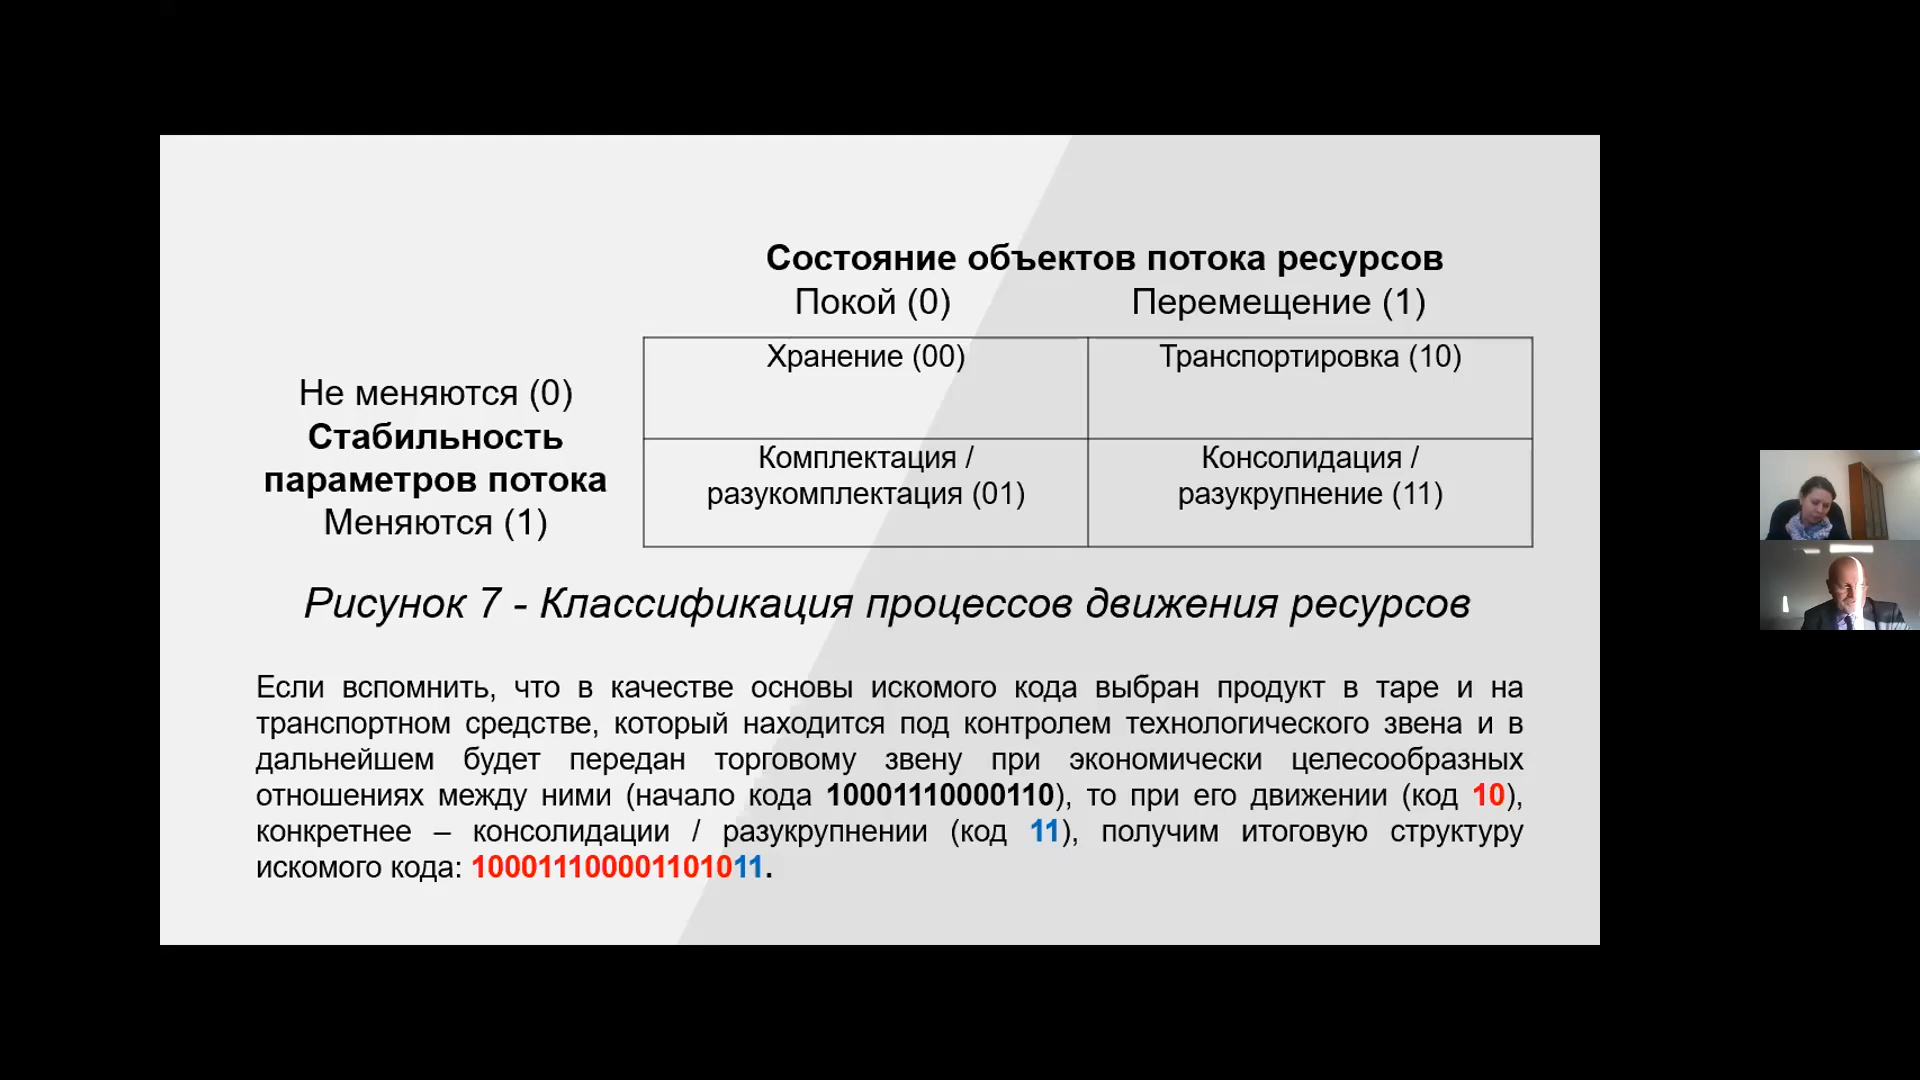 Состояние объектов потока ресурсов
Покой (0) Перемещение (1)
Хранение (00) Транспортировка (10)
Не меняются (0)
Стабильность
параметров потока
Меняются (1)
Комплектация /
разукомплектация (01)
Консолидация /
разукрупнение (11)
Рисунок 7 - Классификация процессов движения ресурсов
Если вспомнить, что в качестве основы искомого кода выбран продукт в таре и на
транспортном средстве, который находится под контролем технологического звена и в
дальнейшем будет передан торговому звену при экономически целесообразных
отношениях между ними (начало кода 10001110000110), то при его движении (код 10),
конкретнее – консолидации / разукрупнении (код 11), получим итоговую структуру
искомого кода: 100011100001101011.